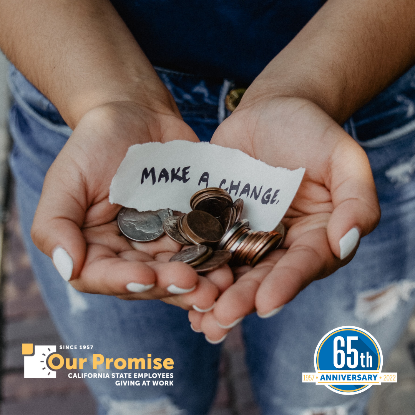 MAKE A CHANGE.
SINCE 1957
Our Promise
CALIFORNIA STATE EMPLOYEES
GIVING AT WORK
65th
ANNIVERSARY